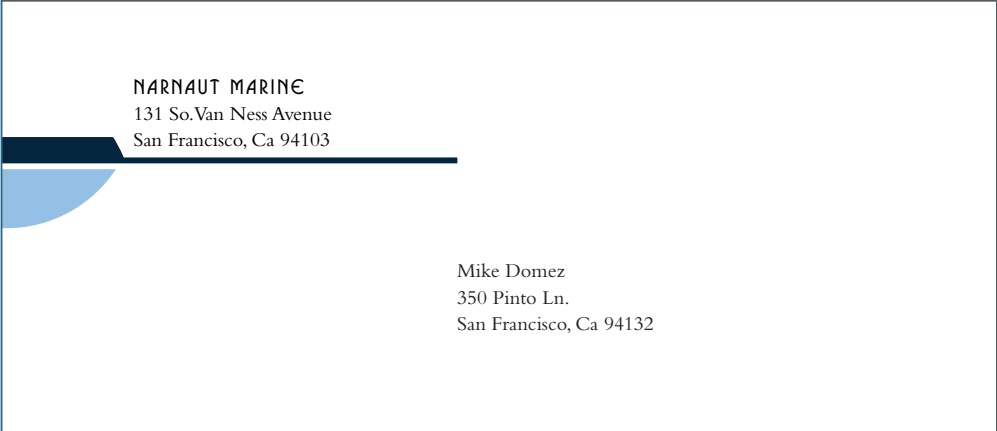 NARNAUT MARINE
131 So.Van Ness Avenue
San Francisco, Ca 94103
Mike Domez
350 Pinto Ln.
San Francisco, Ca 94132